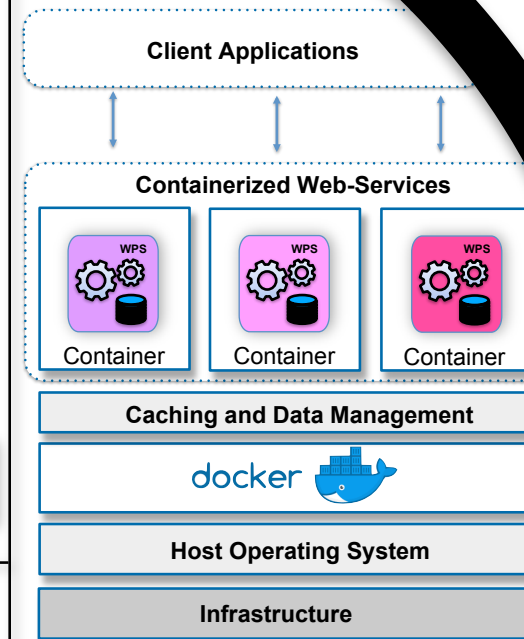 Client Applications
Containerized Web-Services
WPS WPS WPS
Container Container Container
Caching and Data Management
docker
Host Operating System
Infrastructure